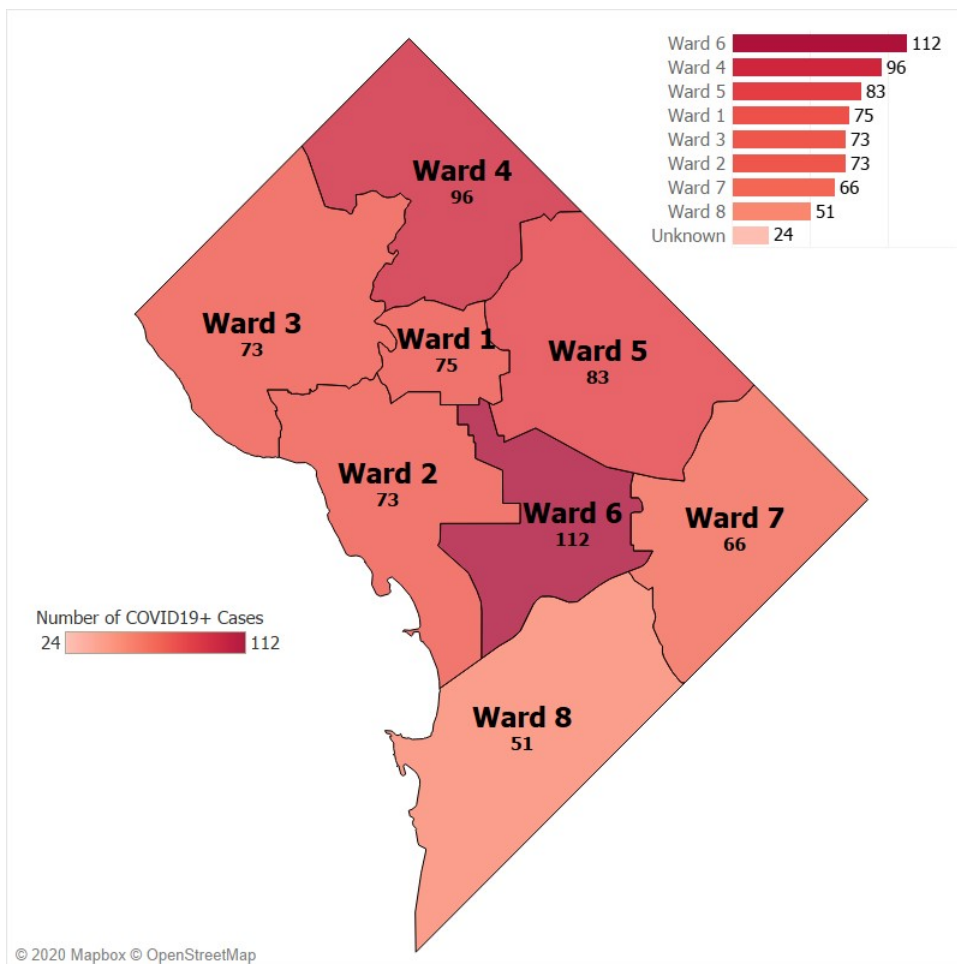 Ward 6 112
Ward 4 96
Ward 5 83
Ward 1 75
Ward 3 73
Ward 2 73
Ward 7 66
Ward 8 51
Unknown 24
Ward 4
96
Ward 3
73
Ward 1
75
Ward 5
83
Ward 2
73
Ward 6
112
Ward 7
66
Number of COVID19+ Cases
24 112
Ward 8
51
© 2020 Mapbox © OpenStreetMap